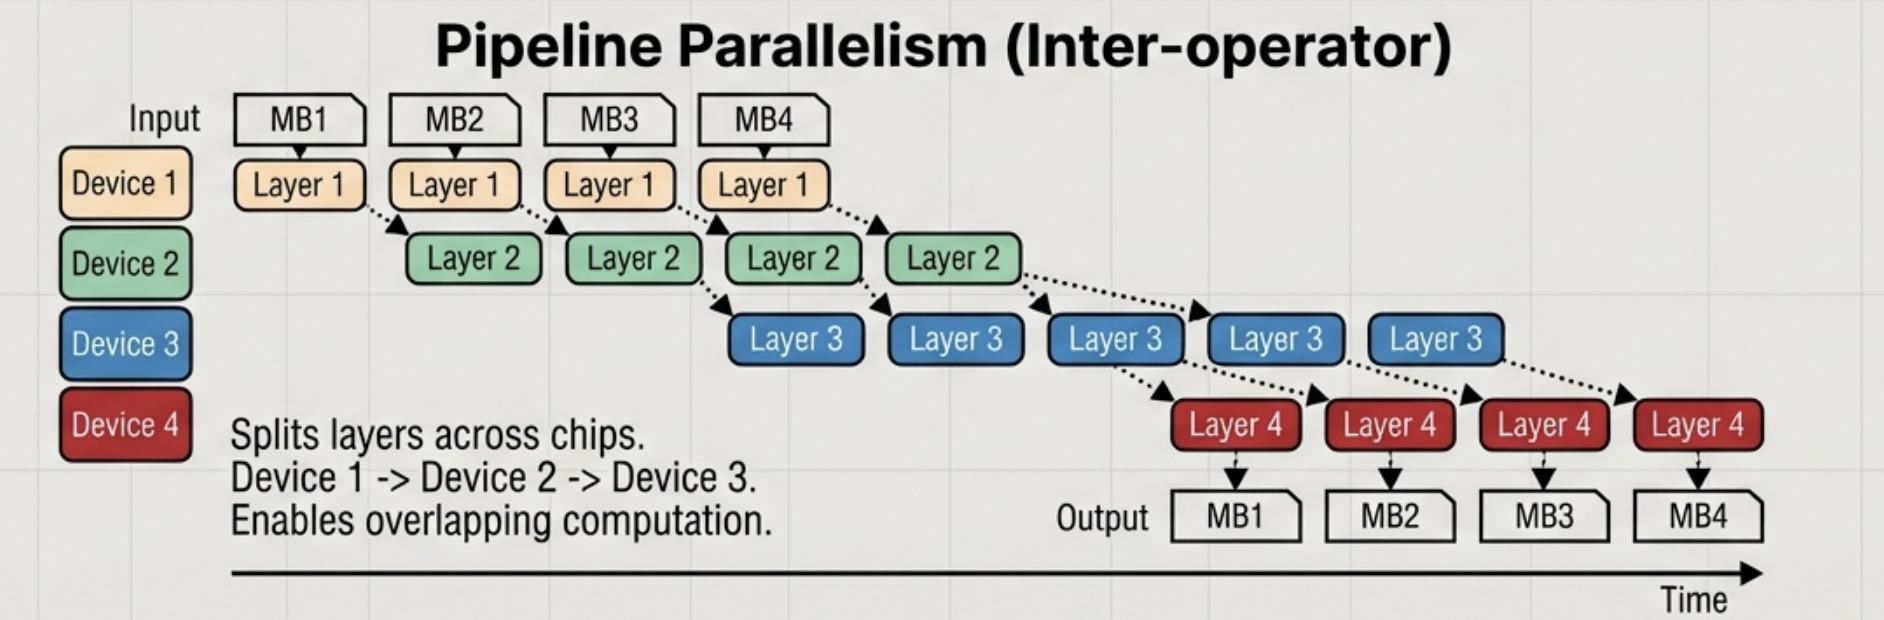 Pipeline Parallelism (Inter-operator)
Input
MB1 MB2 MB3 MB4
Device 1
Layer 1 Layer 1 Layer 1 Layer 1
Device 2
Layer 2 Layer 2 Layer 2 Layer 2
Device 3
Layer 3 Layer 3 Layer 3 Layer 3 Layer 3
Device 4
Layer 4 Layer 4 Layer 4 Layer 4
Splits layers across chips.
Device 1 -> Device 2 -> Device 3.
Enables overlapping computation.
Output
MB1 MB2 MB3 MB4
Time